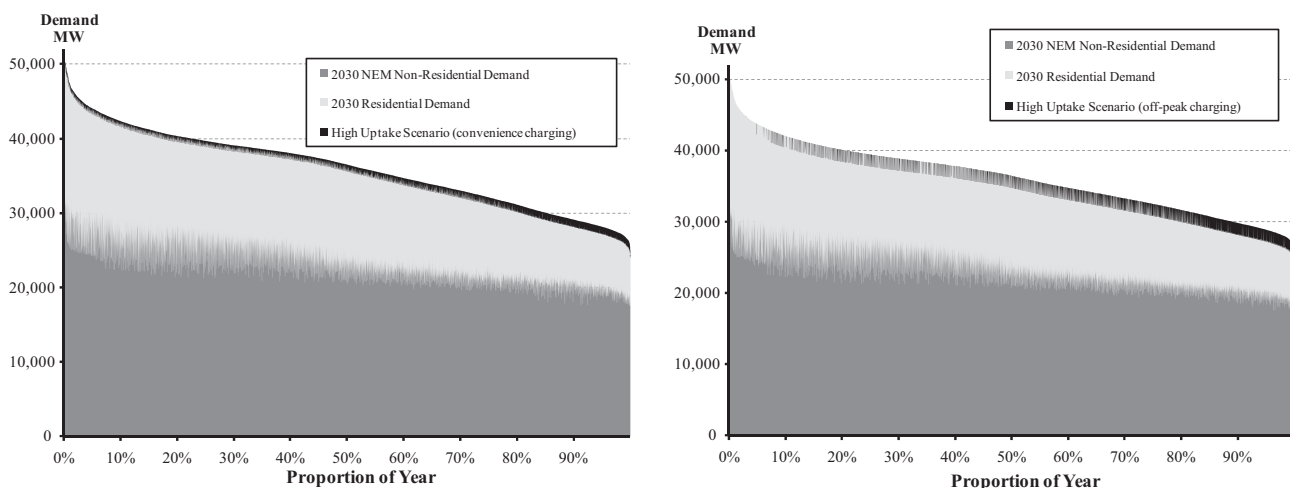 Demand
MW
50,000
40,000
30,000
20,000
10,000
0
2030 NEM Non-Residential Demand
2030 Residential Demand
High Uptake Scenario (convenience charging)
0% 10% 20% 30% 40% 50% 60% 70% 80% 90%
Proportion of Year
Demand
MW
50,000
40,000
30,000
20,000
10,000
0
2030 NEM Non-Residential Demand
2030 Residential Demand
High Uptake Scenario (off-peak charging)
0% 10% 20% 30% 40% 50% 60% 70% 80% 90%
Proportion of Year